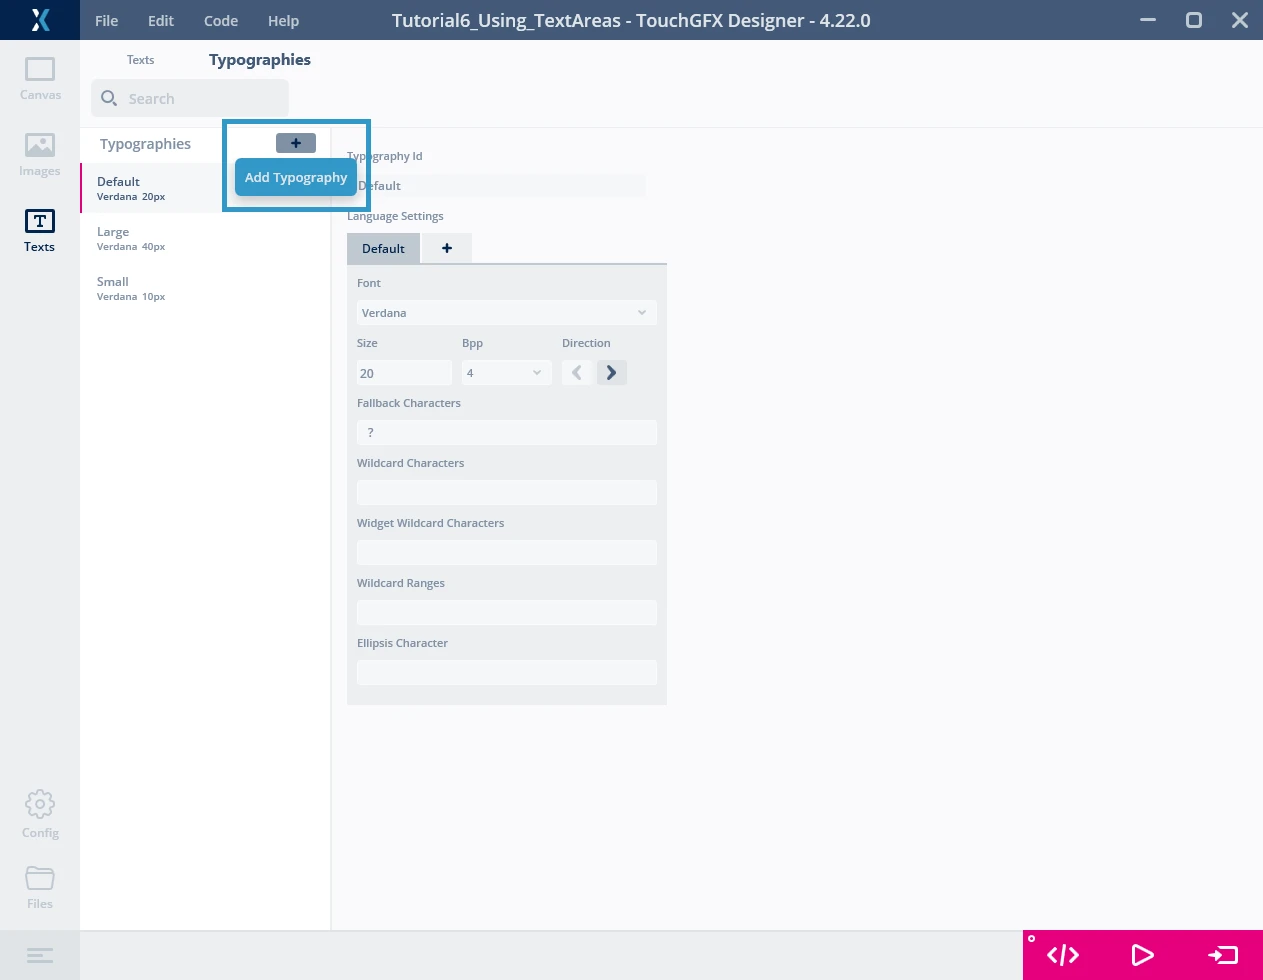 File Edit Code Help
Tutorial6_Using_TextAreas - TouchGFX Designer - 4.22.0
Canvas
Images
Texts
Config
Files
Texts Typographies
Search
Typographies
+
Add Typography
Default
Verdana 20px
Large
Verdana 40px
Small
Verdana 10px
Typography Id
Default
Language Settings
Default +
Font
Verdana
Size Bpp Direction
20 4
Fallback Characters
?
Wildcard Characters
Widget Wildcard Characters
Wildcard Ranges
Ellipsis Character